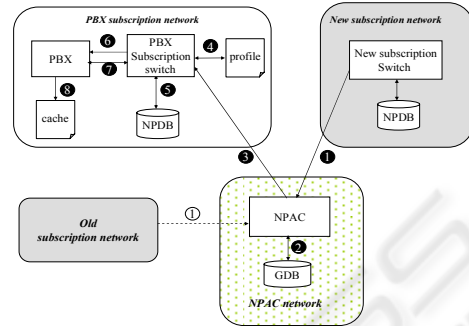 PBX subscription network
New subscription network
6
4
PBX
PBX
Subscription
switch
profile
New subscription
Switch
7
8
5
cache
NPDB
NPDB
3
1
Old
subscription network
1
NPAC
2
GDB
NPAC network